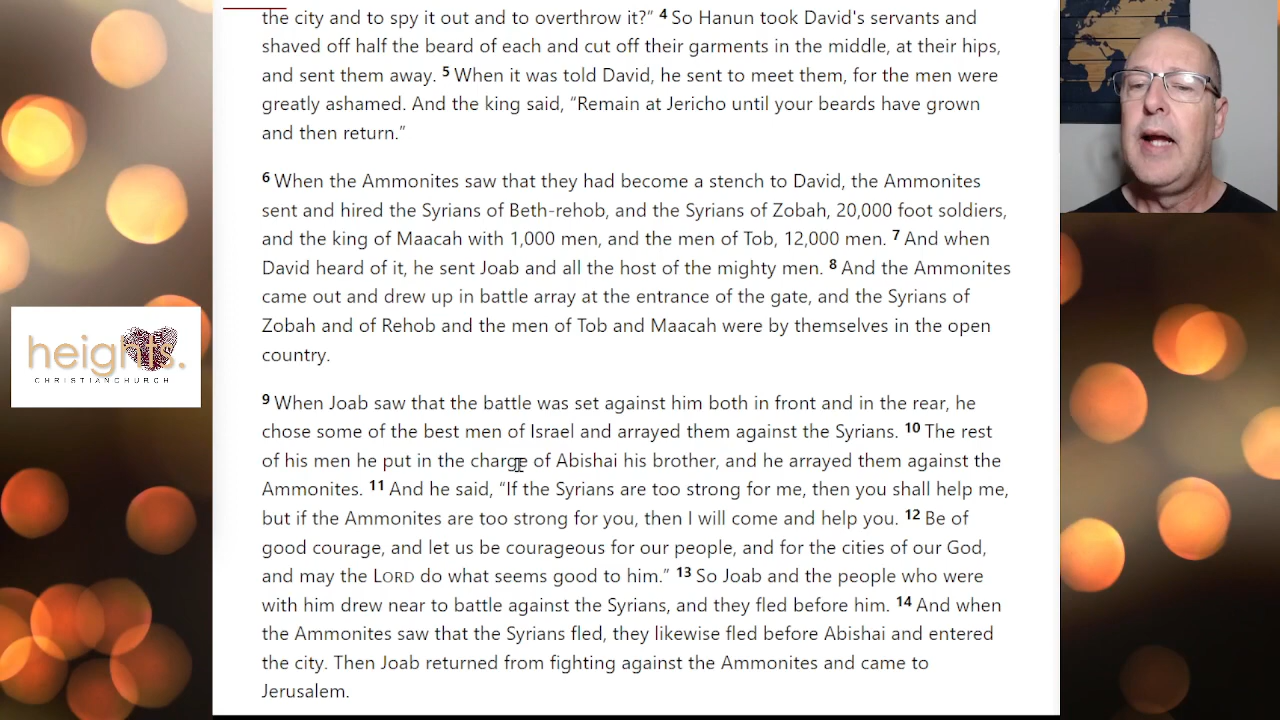 the city and to spy it out and to overthrow it?” 4 So Hanun took David's servants and
shaved off half the beard of each and cut off their garments in the middle, at their hips,
and sent them away. 5 When it was told David, he sent to meet them, for the men were
greatly ashamed. And the king said, “Remain at Jericho until your beards have grown
and then return.”
6 When the Ammonites saw that they had become a stench to David, the Ammonites
sent and hired the Syrians of Beth-rehob, and the Syrians of Zobah, 20,000 foot soldiers,
and the king of Maacah with 1,000 men, and the men of Tob, 12,000 men. 7 And when
David heard of it, he sent Joab and all the host of the mighty men. 8 And the Ammonites
came out and drew up in battle array at the entrance of the gate, and the Syrians of
Zobah and of Rehob and the men of Tob and Maacah were by themselves in the open
country.
9 When Joab saw that the battle was set against him both in front and in the rear, he
chose some of the best men of Israel and arrayed them against the Syrians. 10 The rest
of his men he put in the charge of Abishai his brother, and he arrayed them against the
Ammonites. 11 And he said, “If the Syrians are too strong for me, then you shall help me,
but if the Ammonites are too strong for you, then I will come and help you. 12 Be of
good courage, and let us be courageous for our people, and for the cities of our God,
and may the LORD do what seems good to him.” 13 So Joab and the people who were
with him drew near to battle against the Syrians, and they fled before him. 14 And when
the Ammonites saw that the Syrians fled, they likewise fled before Abishai and entered
the city. Then Joab returned from fighting against the Ammonites and came to
Jerusalem.
heights.
CHRISTIANCHURCH